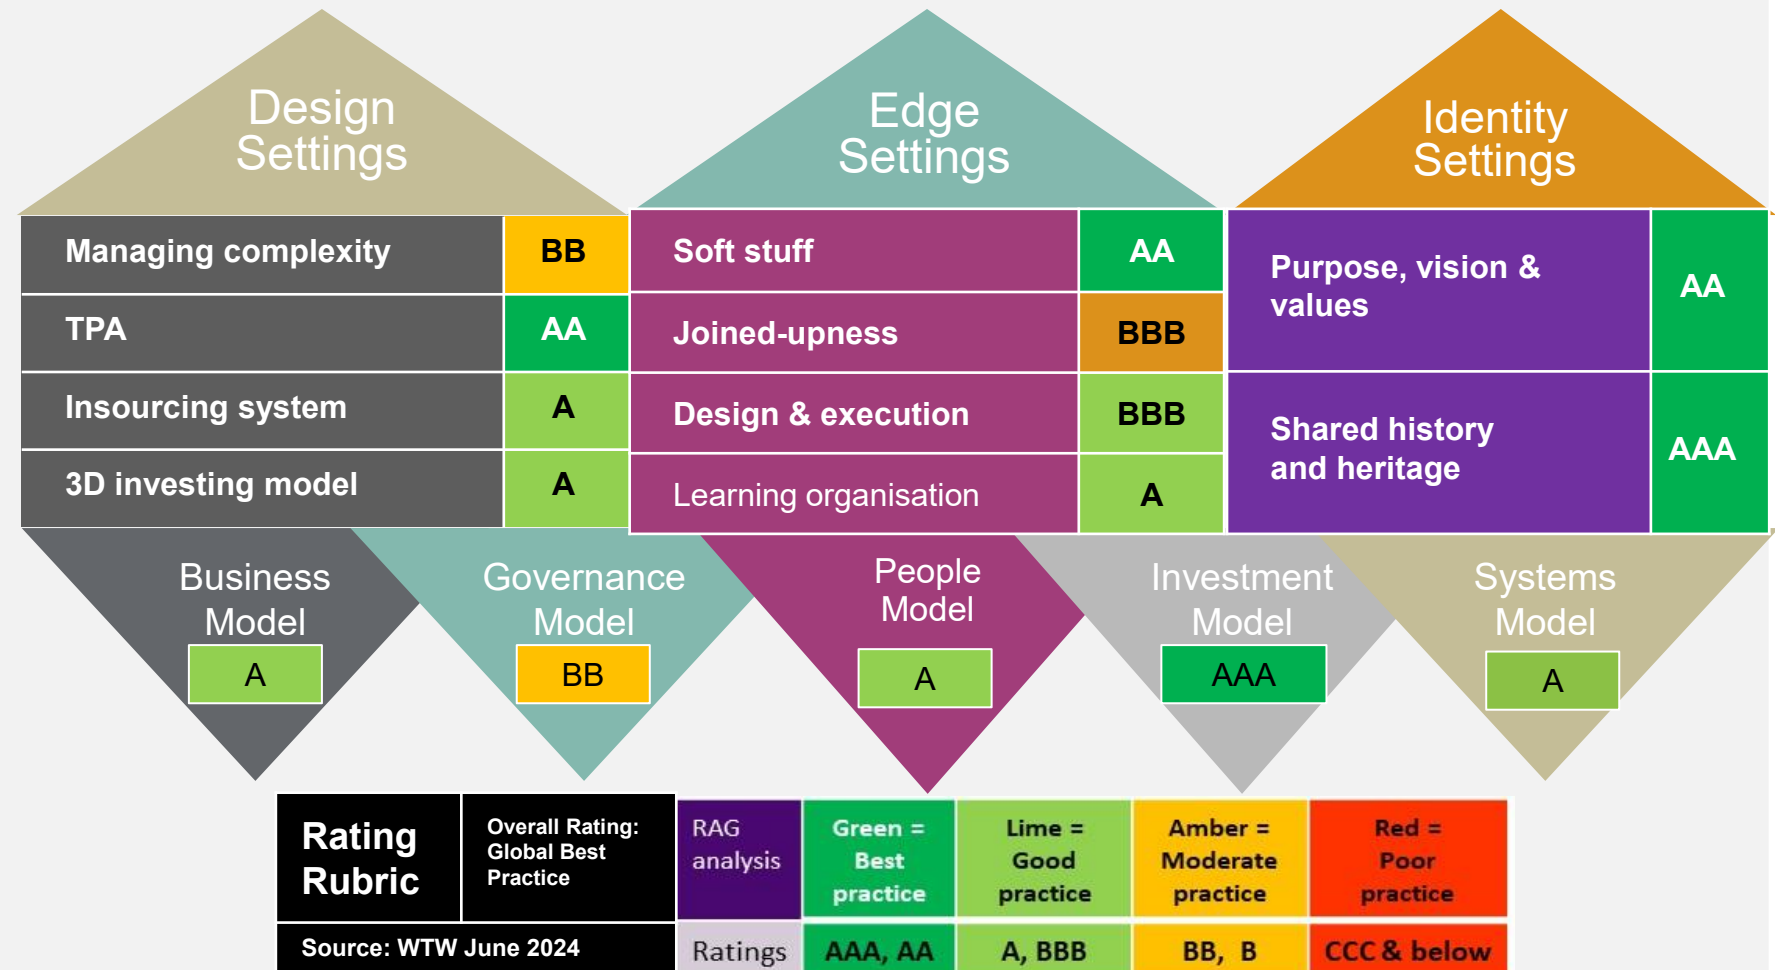 Design
Settings
Edge
Settings
Identity
Settings
Managing complexity
BB
TPA
AA
Insourcing system
A
3D investing model
A
Soft stuff
AA
Joined-upness
BBB
Design & execution
BBB
Learning organisation
A
Purpose, vision &
values
AA
Shared history
and heritage
AAA
Business
Model
A
Governance
Model
BB
People
Model
A
Investment
Model
AAA
Systems
Model
A
Rating
Rubric
Overall Rating:
Global Best
Practice
RAG
analysis
Green =
Best
practice
Lime =
Good
practice
Amber =
Moderate
practice
Red =
Poor
practice
Source: WTW June 2024
Ratings
AAA, AA
A, BBB
BB, B
CCC & below